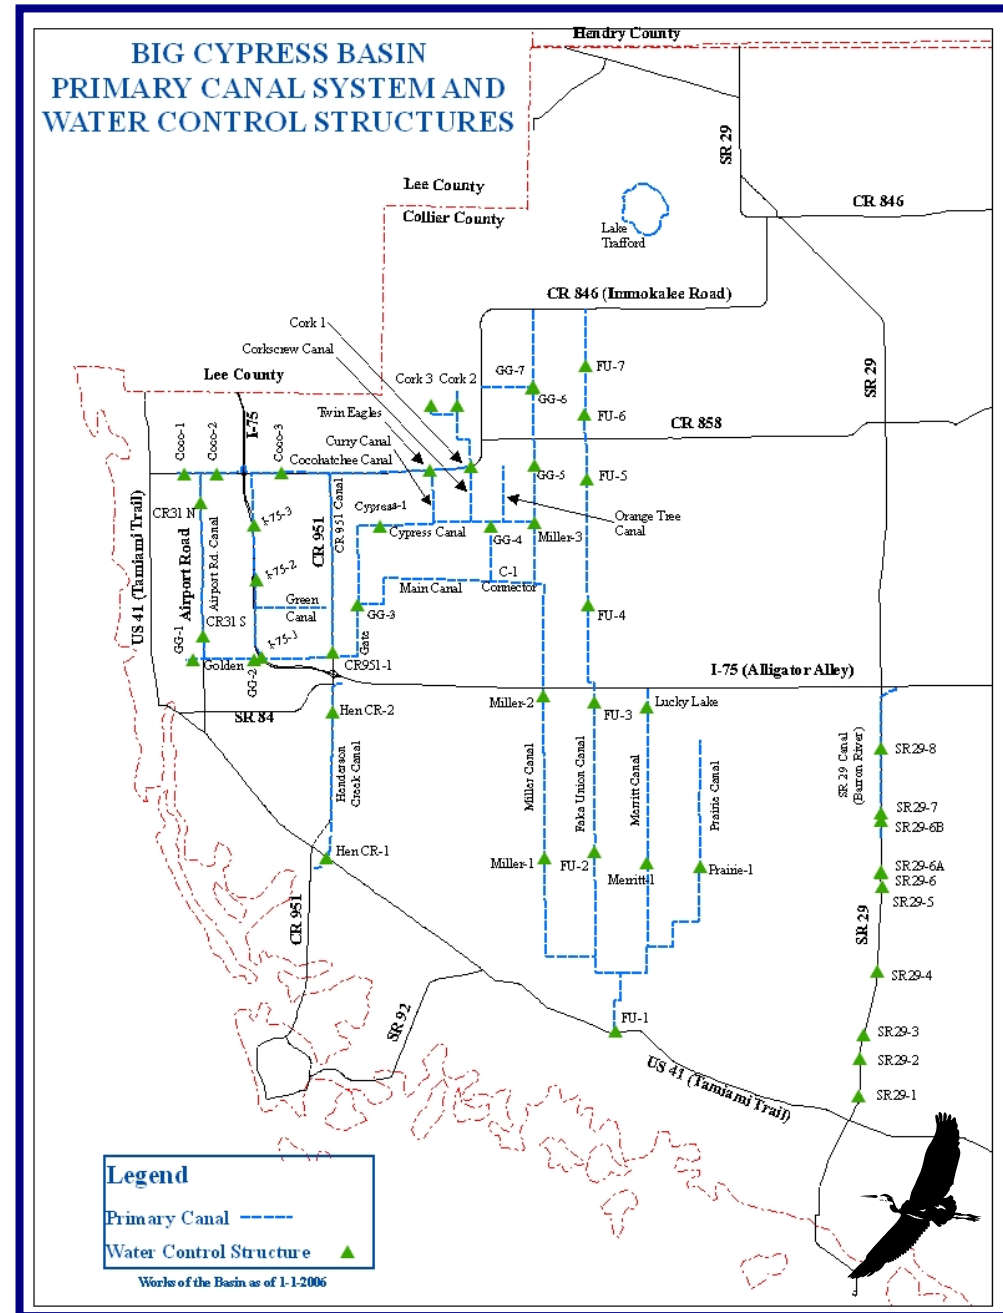 Hendry County
BIG CYPRESS BASIN
PRIMARY CANAL SYSTEM AND
WATER CONTROL STRUCTURES
SR 29
Lee County
Collier County
CR 846
Lake
Trafford
CR 846 (Immokalee Road)
Cork 1
Corkscrew Canal
Lee County
Cork 3
Cork 2
GG-7
GG-6
FU-7
SR 29
Twin Eagles
FU-6
CR 858
I-75
Coco-1
Coco-2
Coco-3
Curry Canal
Cocohatchee Canal
GG-5
FU-5
CR31 N
Cypress-1
I-75-3
Cypress Canal
GG-4
Miller-3
Orange Tree
Canal
US 41 (Tamiami Trail)
Airport Road
Airport Rd. Canal
CR 951
CR 951 Canal
I-75-2
C-1
Connector
Main Canal
Green
Canal
GG-3
FU-4
CR31 S
GG-1
I-75-1
Gate
Golden
GG-2
CR951-1
I-75 (Alligator Alley)
SR 84
Hen CR-2
Miller-2
FU-3
Lucky Lake
Henderson
Creek Canal
Miller Canal
Faka Union Canal
Merritt Canal
Prairie Canal
SR 29 Canal
(Barron River)
SR29-8
SR29-7
SR29-6B
Hen CR-1
Miller-1
FU-2
Merritt-1
Prairie-1
SR29-6A
SR29-6
SR29-5
CR 951
SR 29
SR29-4
SR 92
FU-1
SR29-3
SR29-2
US 41 (Tamiami Trail)
SR29-1
Legend
Primary Canal
Water Control Structure
Works of the Basin as of 1-1-2006